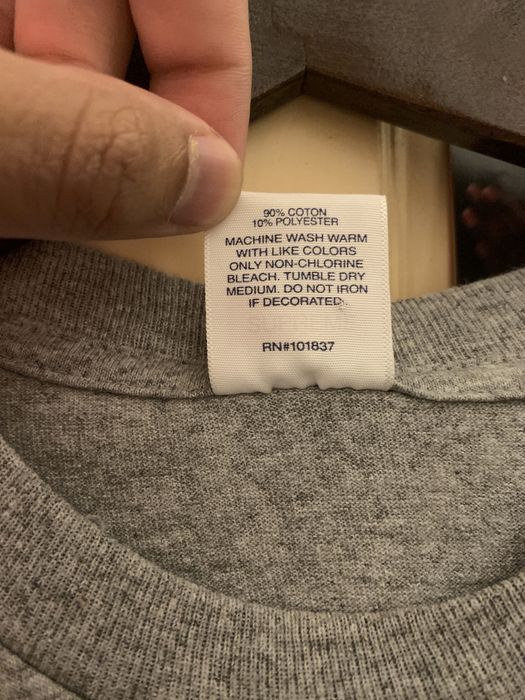 90% COTON
10% POLYESTER
MACHINE WASH WARM
WITH LIKE COLORS
ONLY NON-CHLORINE
BLEACH. TUMBLE DRY
MEDIUM. DO NOT IRON
IF DECORATED.
RN#101837